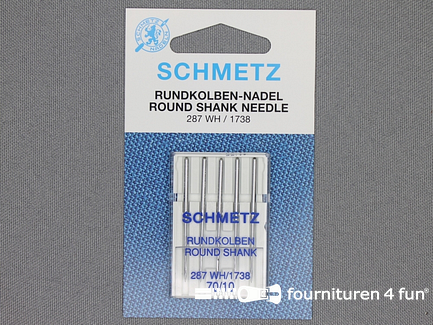 SCHMETZ
RUNDKOLBEN-NADEL
ROUND SHANK NEEDLE
287 WH / 1738
SCHMETZ
RUNDKOLBEN
ROUND SHANK
287 WH/1738
70/10
fournituren 4 fun®